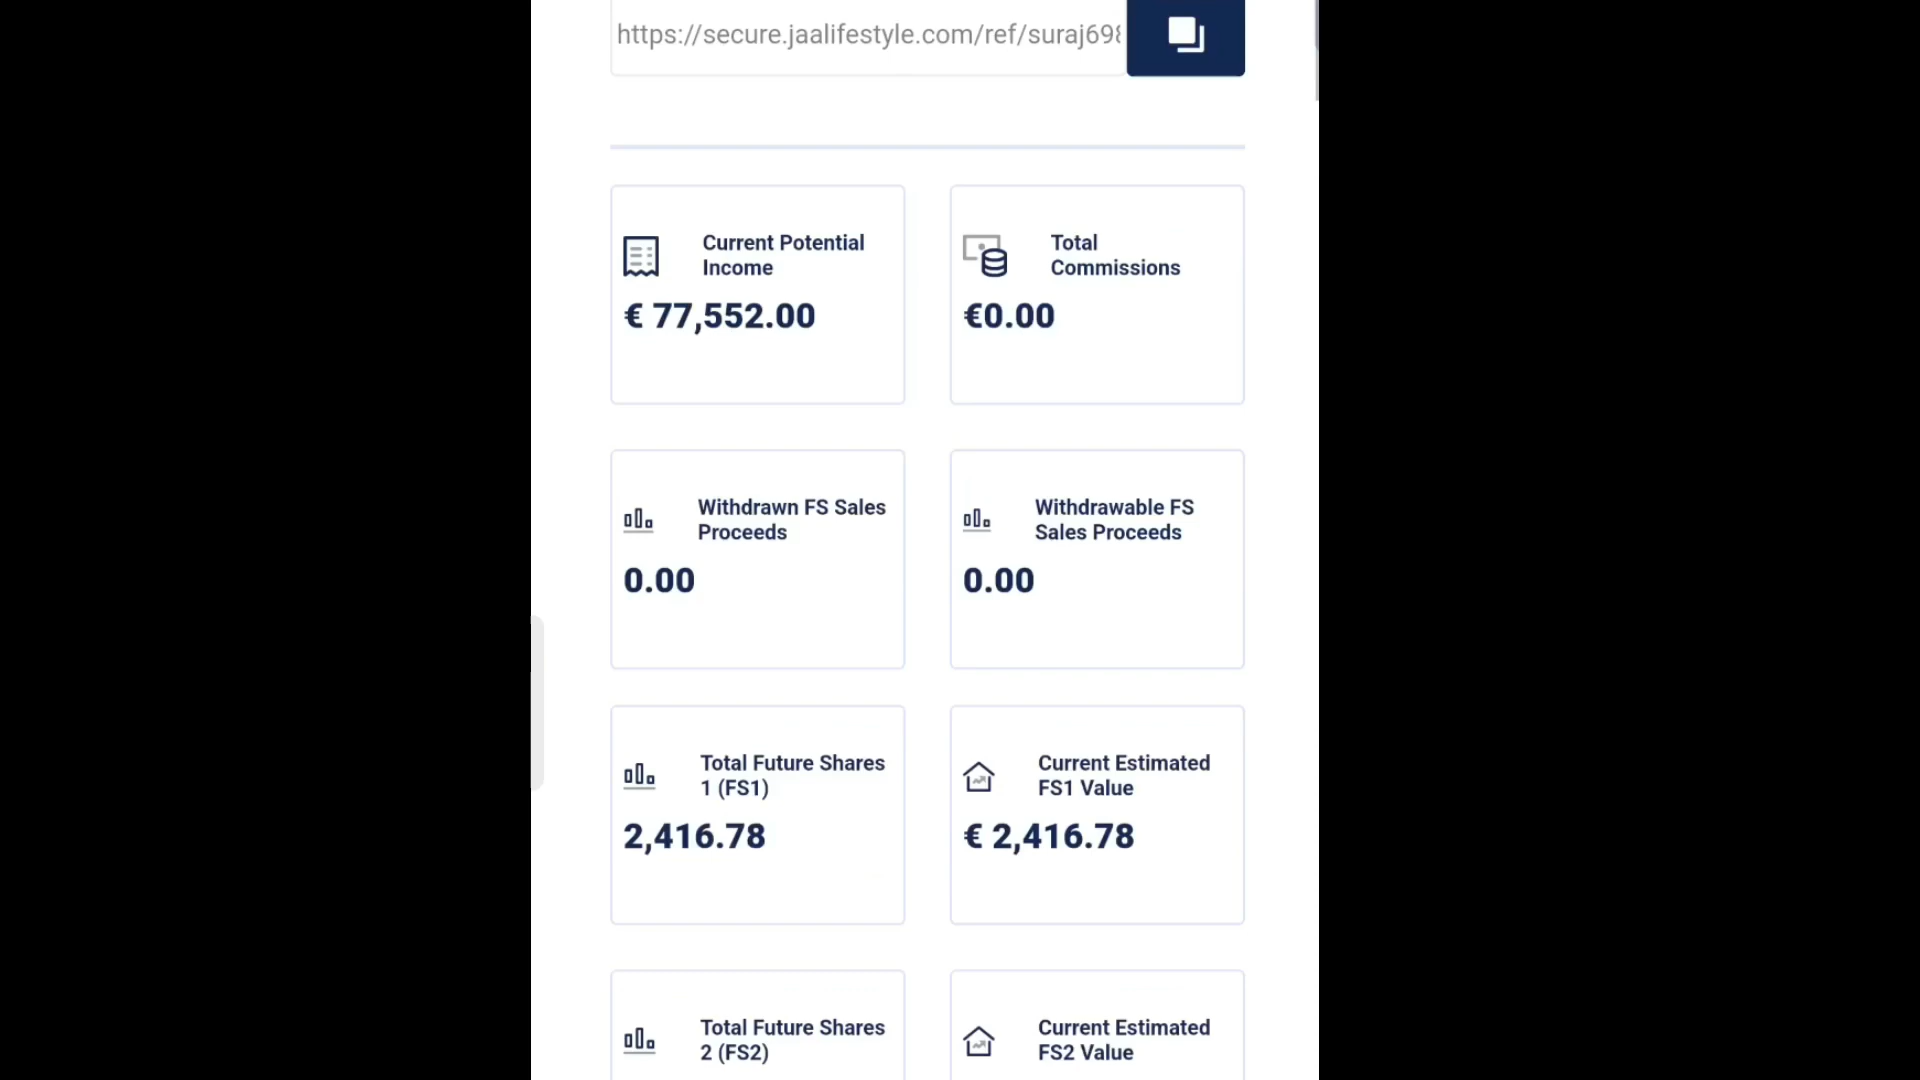 https://secure.jaalifestyle.com/ref/suraj698
Current Potential
Income
€ 77,552.00
Total
Commissions
€0.00
Withdrawn FS Sales
Proceeds
0.00
Withdrawable FS
Sales Proceeds
0.00
Total Future Shares
1 (FS1)
2,416.78
Current Estimated
FS1 Value
€ 2,416.78
Total Future Shares
2 (FS2)
Current Estimated
FS2 Value